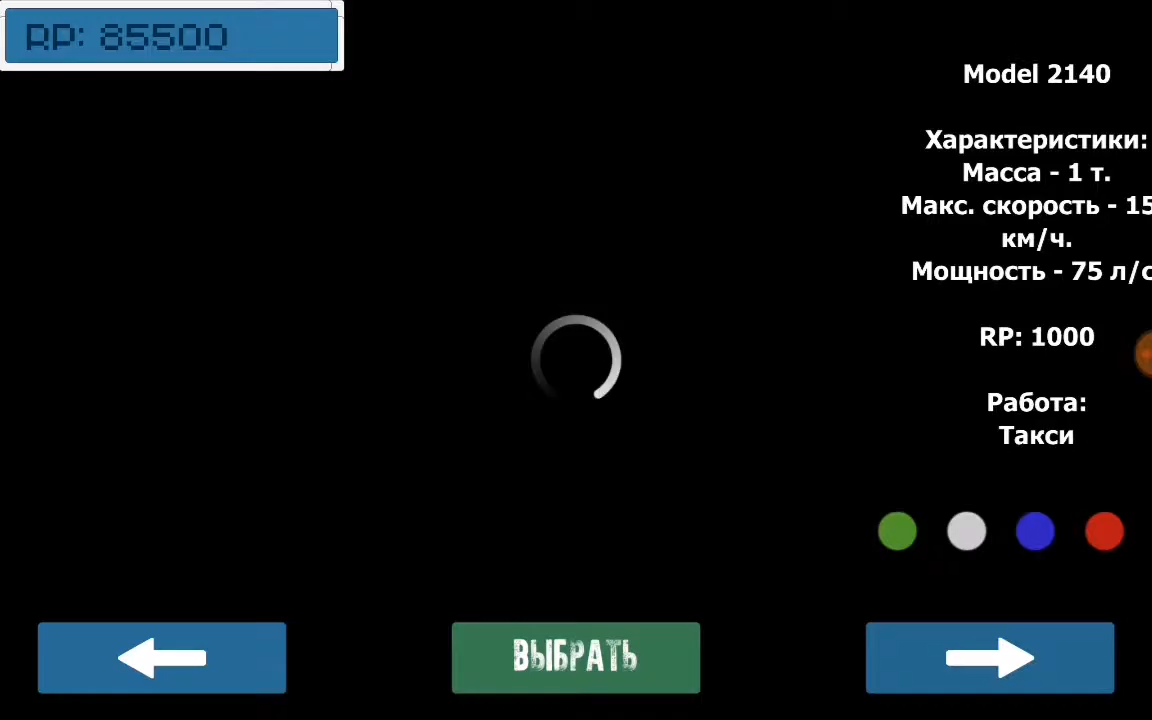 RP: 85500
Model 2140
Характеристики:
Масса - 1 т.
Макс. скорость - 15
км/ч.
Мощность - 75 л/с
RP: 1000
Работа:
Такси
ВЫБРАТЬ